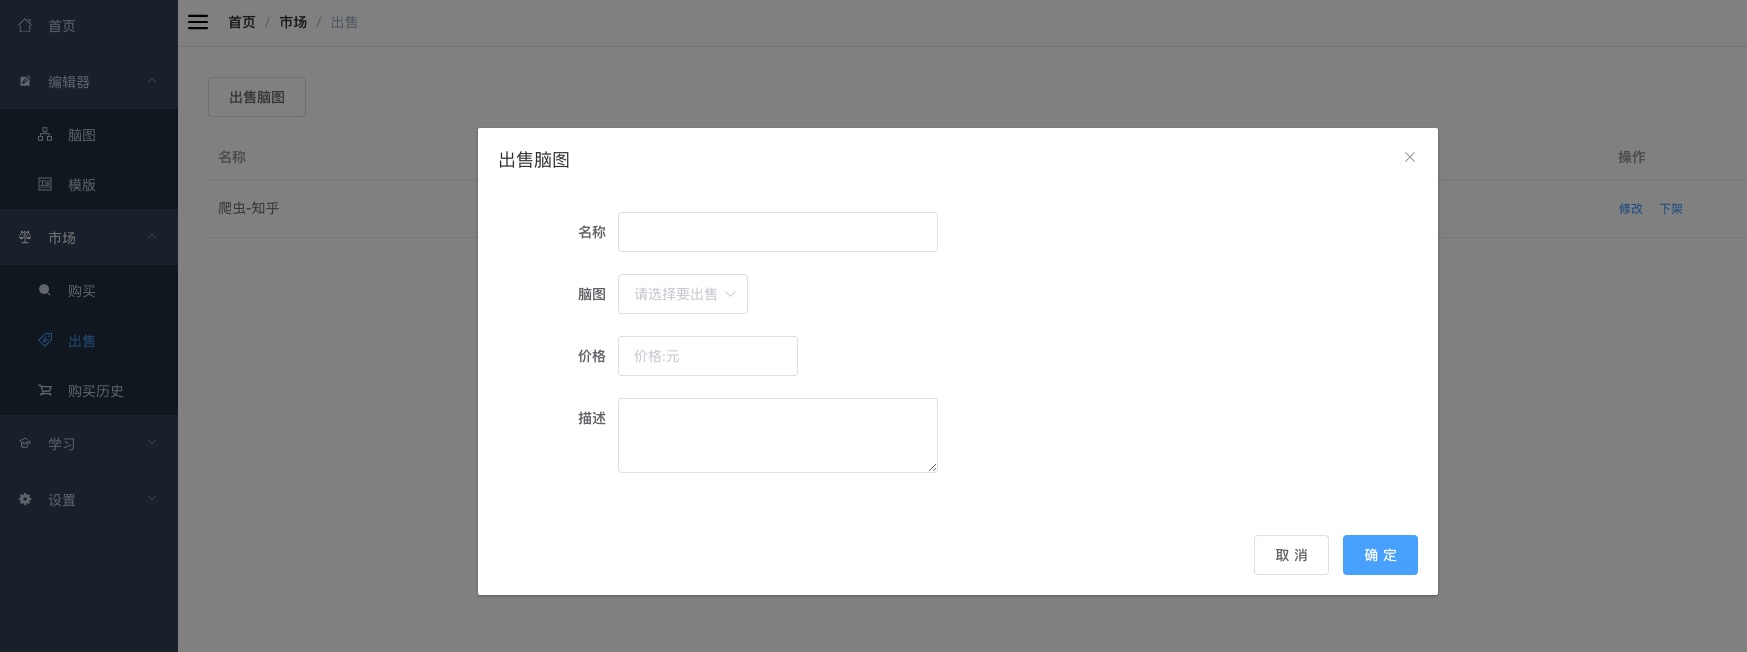 首页
编辑器
脑图
模版
市场
购买
出售
购买历史
学习
设置
首页 / 市场 / 出售
出售脑图
名称
操作
爬虫-知乎
修改 下架
出售脑图
名称
脑图 请选择要出售
价格 价格:元
描述
取 消 确 定